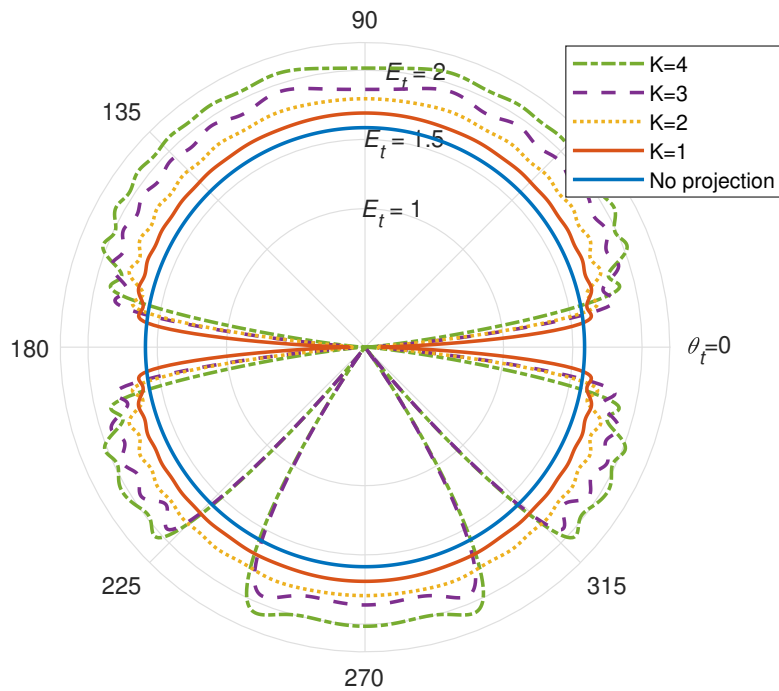 90
E_t = 2
K=4
K=3
K=2
K=1
No projection
135
E_t = 1.5
E_t = 1
180
θ_t=0
225
315
270